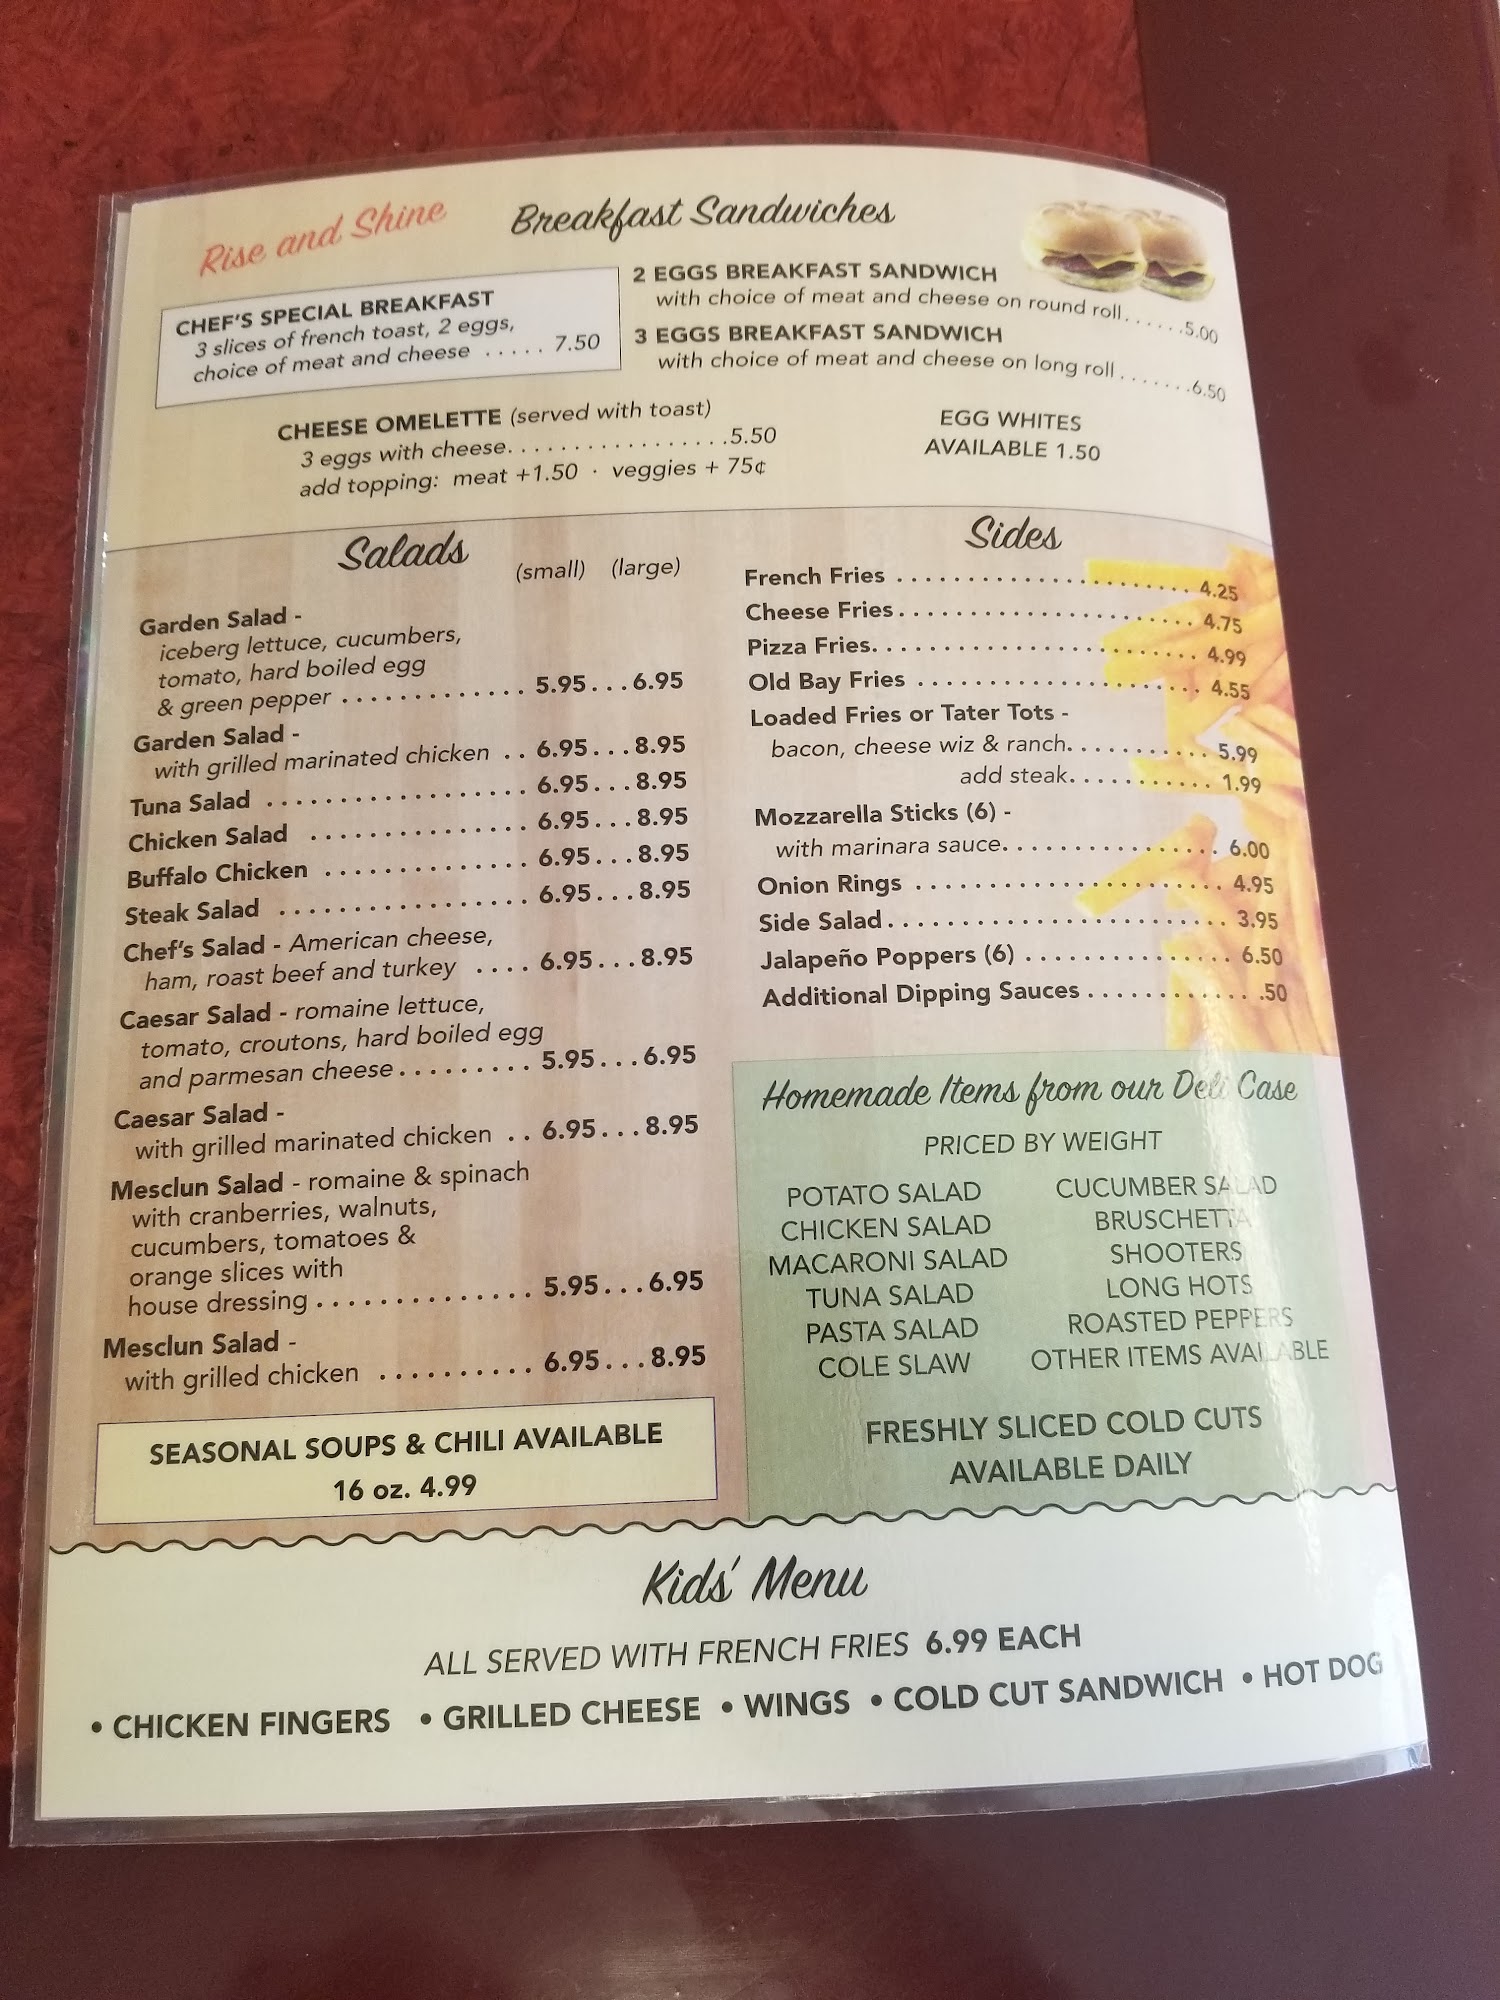 Rise and Shine
Breakfast Sandwiches
CHEF'S SPECIAL BREAKFAST
3 slices of french toast, 2 eggs,
choice of meat and cheese ..... 7.50
2 EGGS BREAKFAST SANDWICH
with choice of meat and cheese on round roll......5.00
3 EGGS BREAKFAST SANDWICH
with choice of meat and cheese on long roll.......6.50
CHEESE OMELETTE (served with toast)
3 eggs with cheese..................5.50
add topping: meat +1.50 · veggies + 75¢
EGG WHITES
AVAILABLE 1.50
Salads
(small) (large)
Garden Salad -
iceberg lettuce, cucumbers,
tomato, hard boiled egg
& green pepper ............. 5.95...6.95
Garden Salad -
with grilled marinated chicken .. 6.95...8.95
Tuna Salad .................. 6.95...8.95
Chicken Salad ............... 6.95...8.95
Buffalo Chicken .............. 6.95...8.95
Steak Salad ................. 6.95...8.95
Chef's Salad - American cheese,
ham, roast beef and turkey .... 6.95...8.95
Caesar Salad - romaine lettuce,
tomato, croutons, hard boiled egg
and parmesan cheese......... 5.95...6.95
Caesar Salad -
with grilled marinated chicken .. 6.95...8.95
Mesclun Salad - romaine & spinach
with cranberries, walnuts,
cucumbers, tomatoes &
orange slices with
house dressing.............. 5.95...6.95
Mesclun Salad -
with grilled chicken .......... 6.95...8.95
SEASONAL SOUPS & CHILI AVAILABLE
16 oz. 4.99
Sides
French Fries ..................... 4.25
Cheese Fries..................... 4.75
Pizza Fries....................... 4.99
Old Bay Fries .................... 4.55
Loaded Fries or Tater Tots -
bacon, cheese wiz & ranch.......... 5.99
add steak.......... 1.99
Mozzarella Sticks (6) -
with marinara sauce................ 6.00
Onion Rings ...................... 4.95
Side Salad........................ 3.95
Jalapeño Poppers (6) ............... 6.50
Additional Dipping Sauces ............ .50
Homemade Items from our Deli Case
PRICED BY WEIGHT
POTATO SALAD
CHICKEN SALAD
MACARONI SALAD
TUNA SALAD
PASTA SALAD
COLE SLAW
CUCUMBER SALAD
BRUSCHETTA
SHOOTERS
LONG HOTS
ROASTED PEPPERS
OTHER ITEMS AVAILABLE
FRESHLY SLICED COLD CUTS
AVAILABLE DAILY
Kids' Menu
ALL SERVED WITH FRENCH FRIES 6.99 EACH
• CHICKEN FINGERS • GRILLED CHEESE • WINGS • COLD CUT SANDWICH • HOT DOG